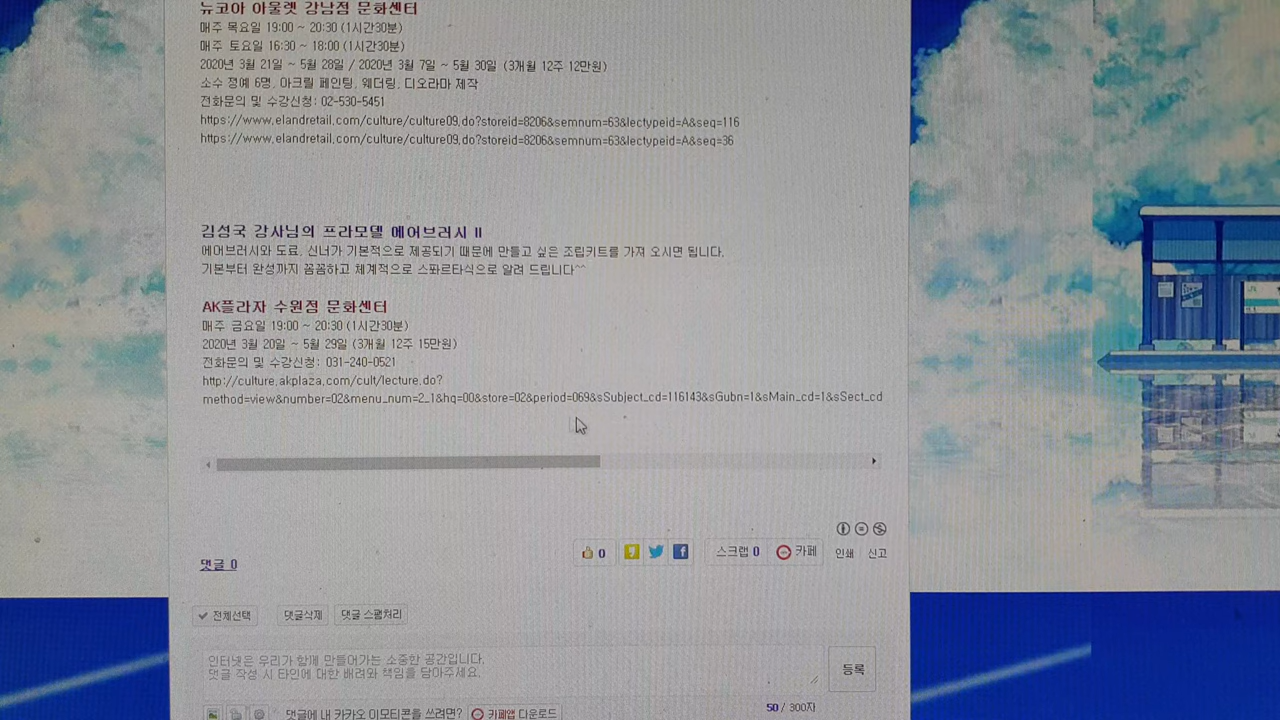 뉴코아 아울렛 강남점 문화센터
매주 목요일 19:00 ~ 20:30 (1시간30분)
매주 토요일 16:30 ~ 18:00 (1시간30분)
2020년 3월 21일 ~ 5월 28일 / 2020년 3월 7일 ~ 5월 30일 (3개월 12주 12만원)
소수 정예 6명, 아크릴 페인팅, 웨더링, 디오라마 제작
전화문의 및 수강신청: 02-530-5451
https://www.elandretail.com/culture/culture09.do?storeid=8206&semnum=63&lectypeid=A&seq=116
https://www.elandretail.com/culture/culture09.do?storeid=8206&semnum=63&lectypeid=A&seq=36
김성국 강사님의 프라모델 에어브러시 II
에어브러시와 도료, 신너가 기본적으로 제공되기 때문에 만들고 싶은 조립키트를 가져 오시면 됩니다.
기본부터 완성까지 꼼꼼하고 체계적으로 스퐈르타식으로 알려 드립니다^^
AK플라자 수원점 문화센터
매주 금요일 19:00 ~ 20:30 (1시간30분)
2020년 3월 20일 ~ 5월 29일 (3개월 12주 15만원)
전화문의 및 수강신청: 031-240-0521
http://culture.akplaza.com/cult/lecture.do?
method=view&number=02&menu_num=2_1&hq=00&store=02&period=069&sSubject_cd=116143&sGubn=1&sMain_cd=1&sSect_cd
댓글 0
0
스크랩 0
카페
인쇄
신고
전체선택
댓글삭제
댓글 스팸처리
인터넷은 우리가 함께 만들어가는 소중한 공간입니다.
댓글 작성 시 타인에 대한 배려와 책임을 담아주세요.
등록
댓글에 내 카카오 이모티콘을 쓰려면?
카페앱 다운로드
50 / 300자